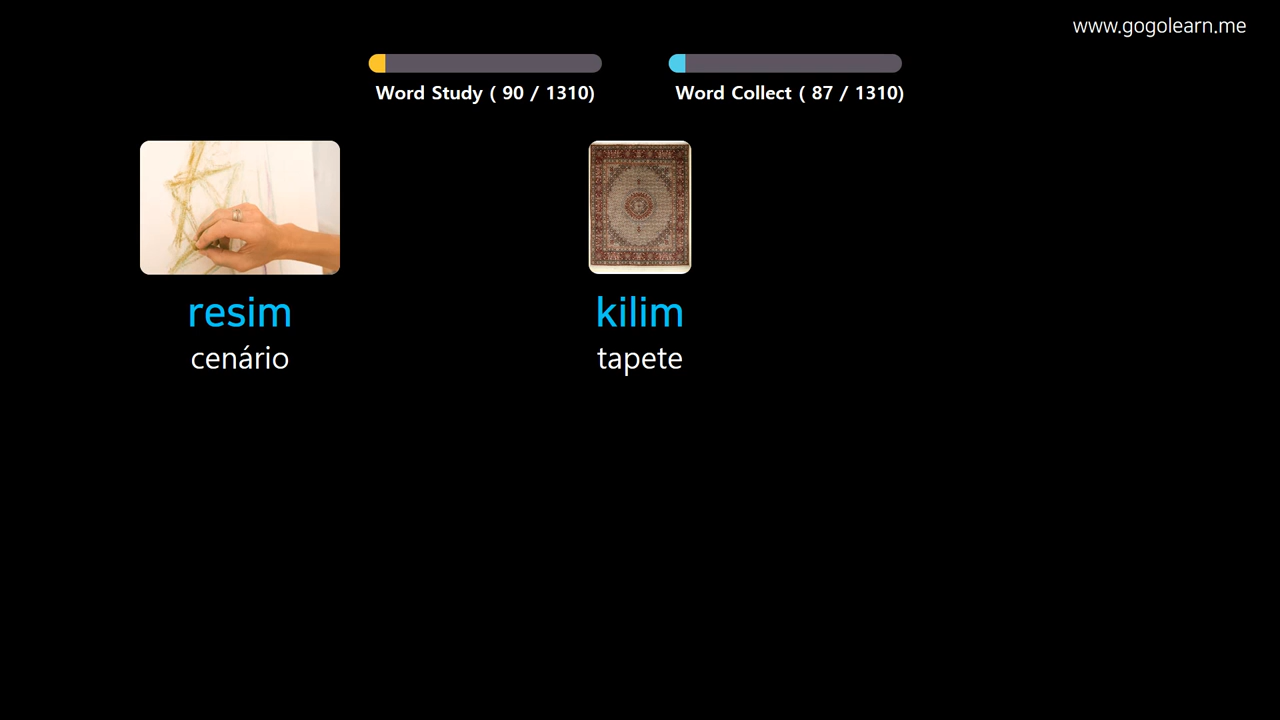 www.gogolearn.me
Word Study ( 90 / 1310)
Word Collect ( 87 / 1310)
resim
cenário
kilim
tapete